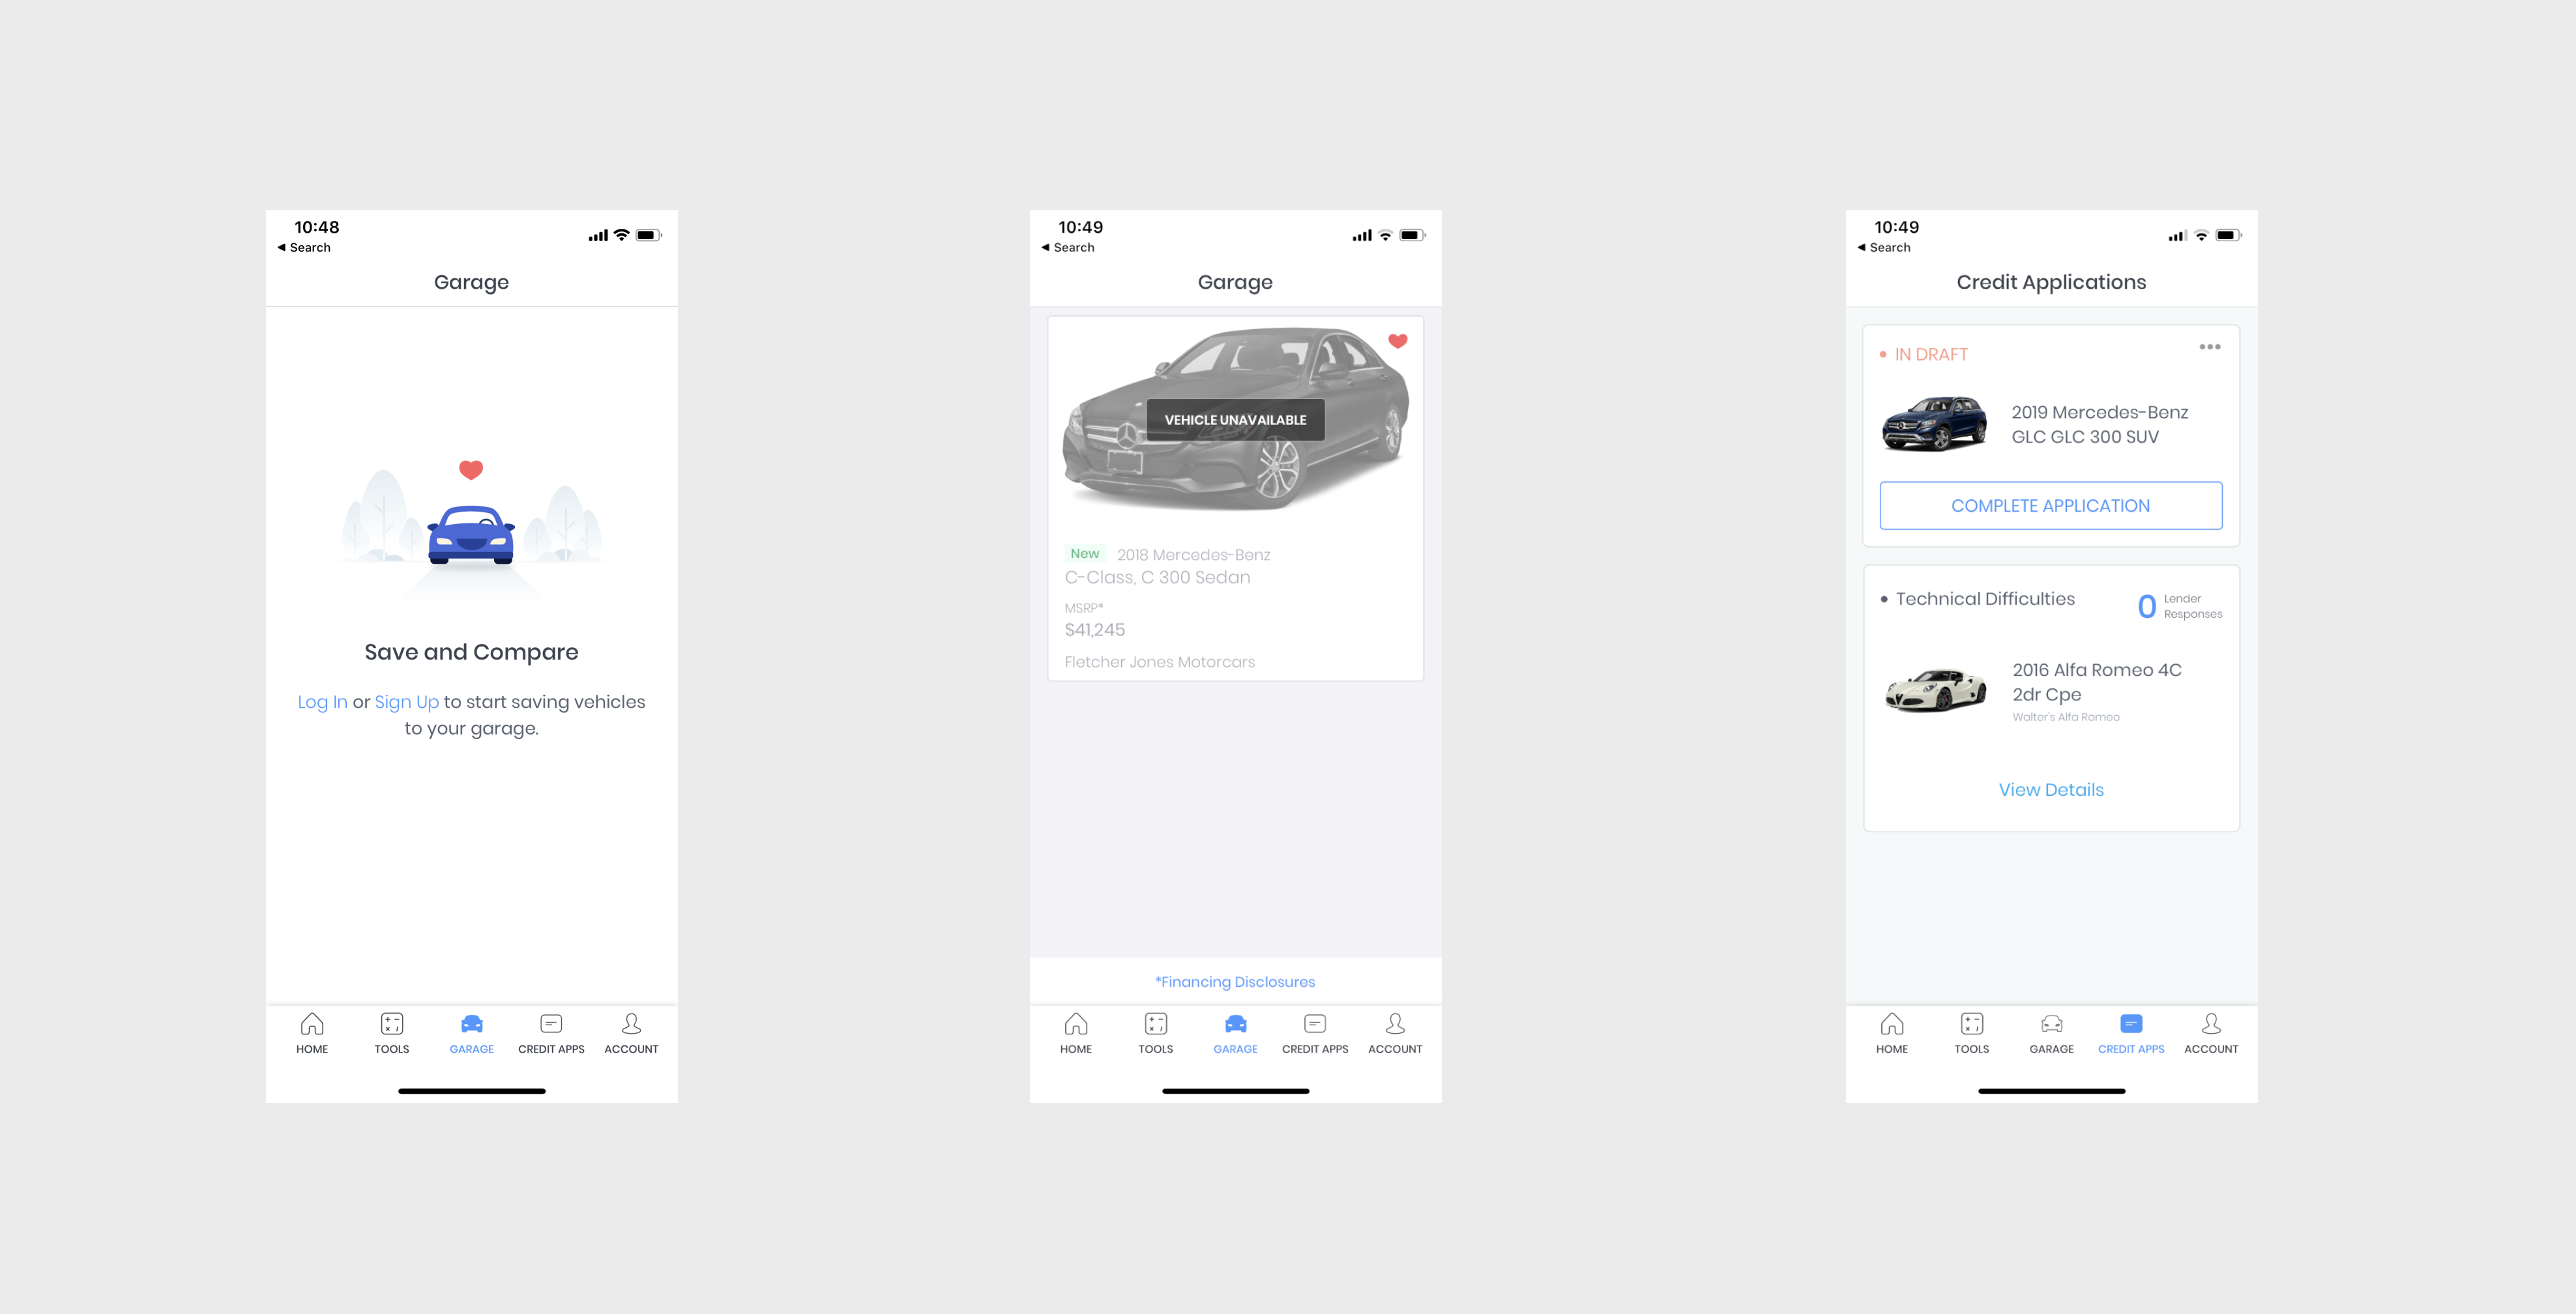 10:48
◀ Search
Garage
Save and Compare
Log In or Sign Up to start saving vehicles
to your garage.
HOME TOOLS GARAGE CREDIT APPS ACCOUNT
10:49
◀ Search
Garage
VEHICLE UNAVAILABLE
New 2018 Mercedes-Benz
C-Class, C 300 Sedan
MSRP*
$41,245
Fletcher Jones Motorcars
*Financing Disclosures
HOME TOOLS GARAGE CREDIT APPS ACCOUNT
10:49
◀ Search
Credit Applications
• IN DRAFT
2019 Mercedes-Benz
GLC GLC 300 SUV
COMPLETE APPLICATION
• Technical Difficulties
0 Lender
Responses
2016 Alfa Romeo 4C
2dr Cpe
Walter's Alfa Romeo
View Details
HOME TOOLS GARAGE CREDIT APPS ACCOUNT